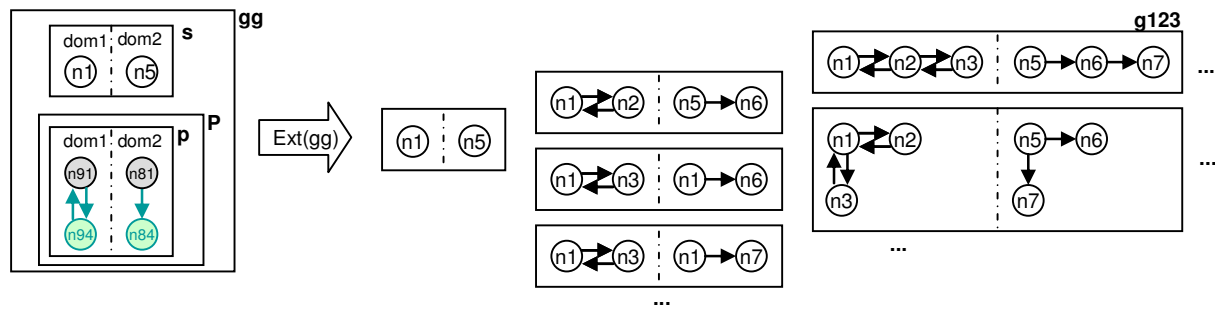 gg
s
dom1 dom2
n1 n5
P
p
dom1 dom2
n91 n81
n94 n84
Ext(gg)
n1 n5
n1 n2 n5 n6
n1 n3 n1 n6
n1 n3 n1 n7
...
g123
n1 n2 n3 n5 n6 n7
...
n1 n2 n5 n6
n3 n7
...
...